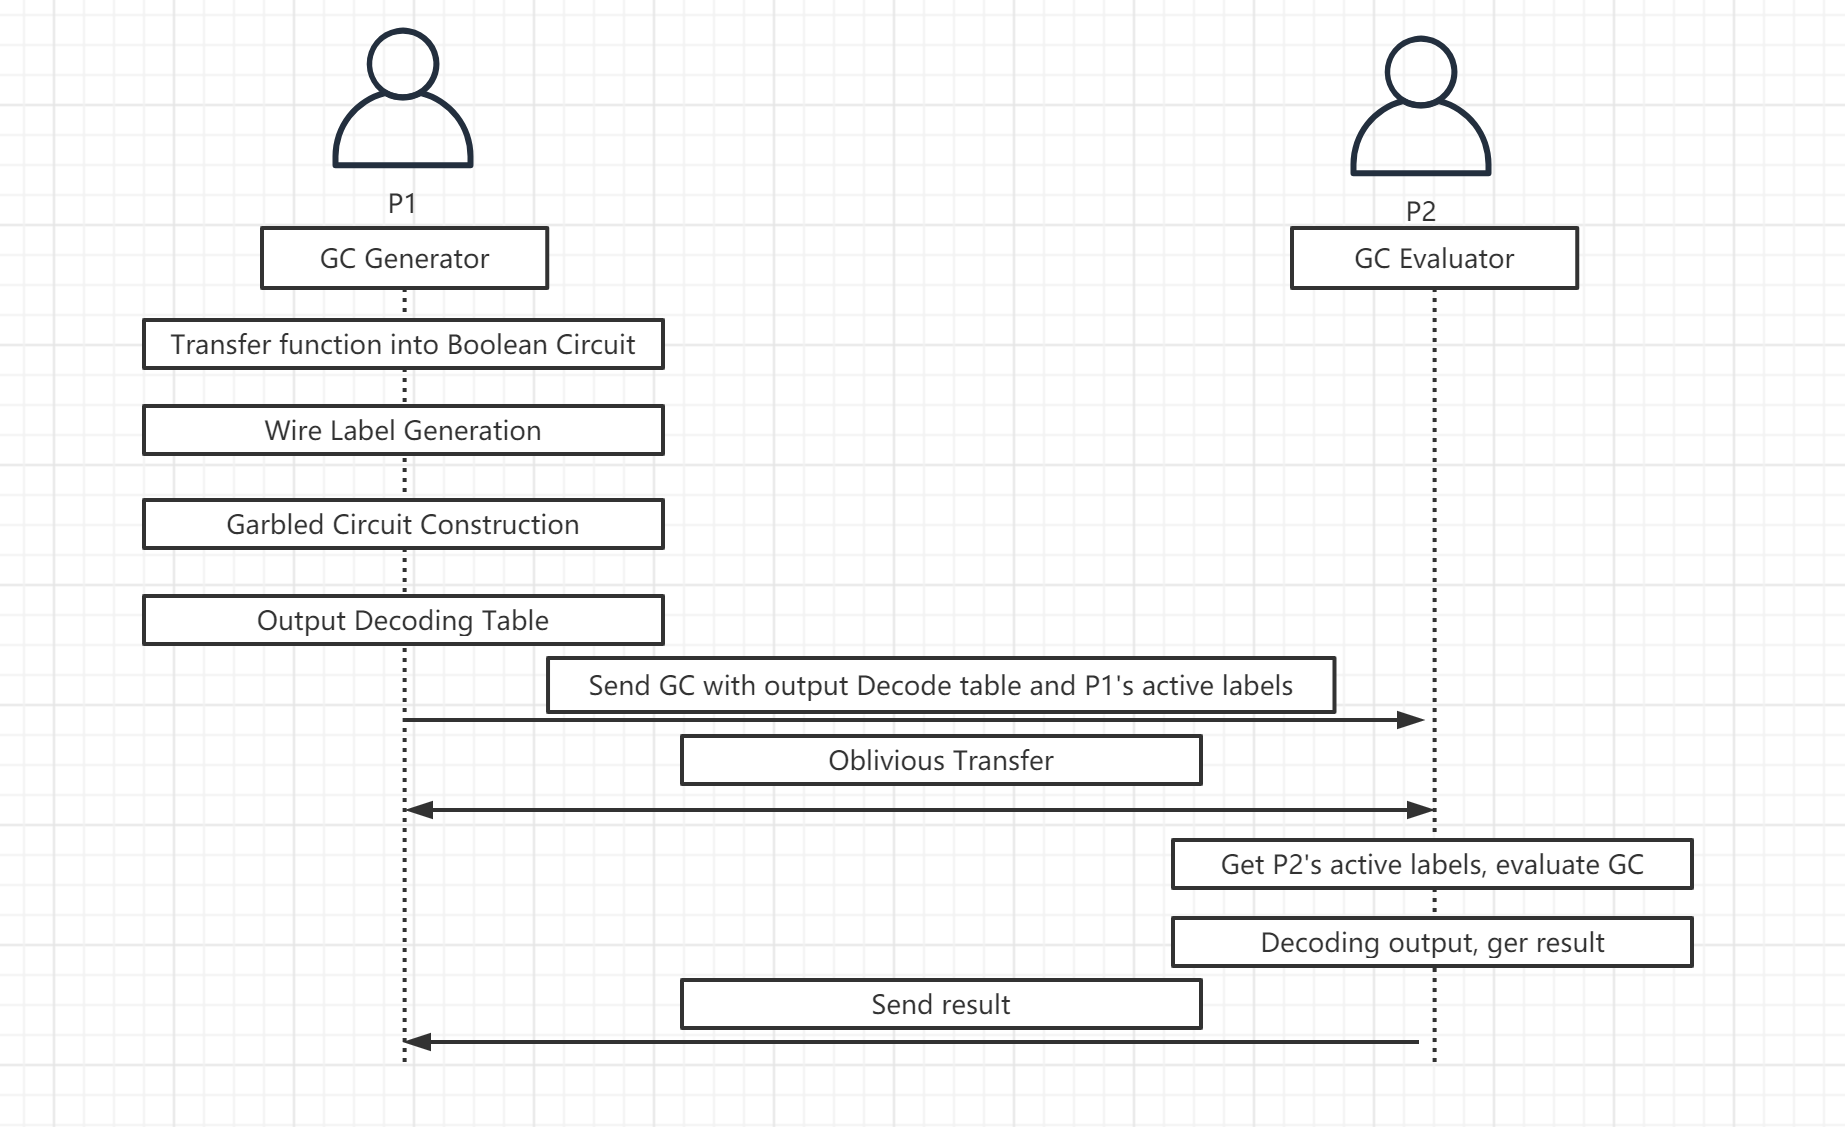 P1
P2
GC Generator
GC Evaluator
Transfer function into Boolean Circuit
Wire Label Generation
Garbled Circuit Construction
Output Decoding Table
Send GC with output Decode table and P1's active labels
Oblivious Transfer
Get P2's active labels, evaluate GC
Decoding output, ger result
Send result